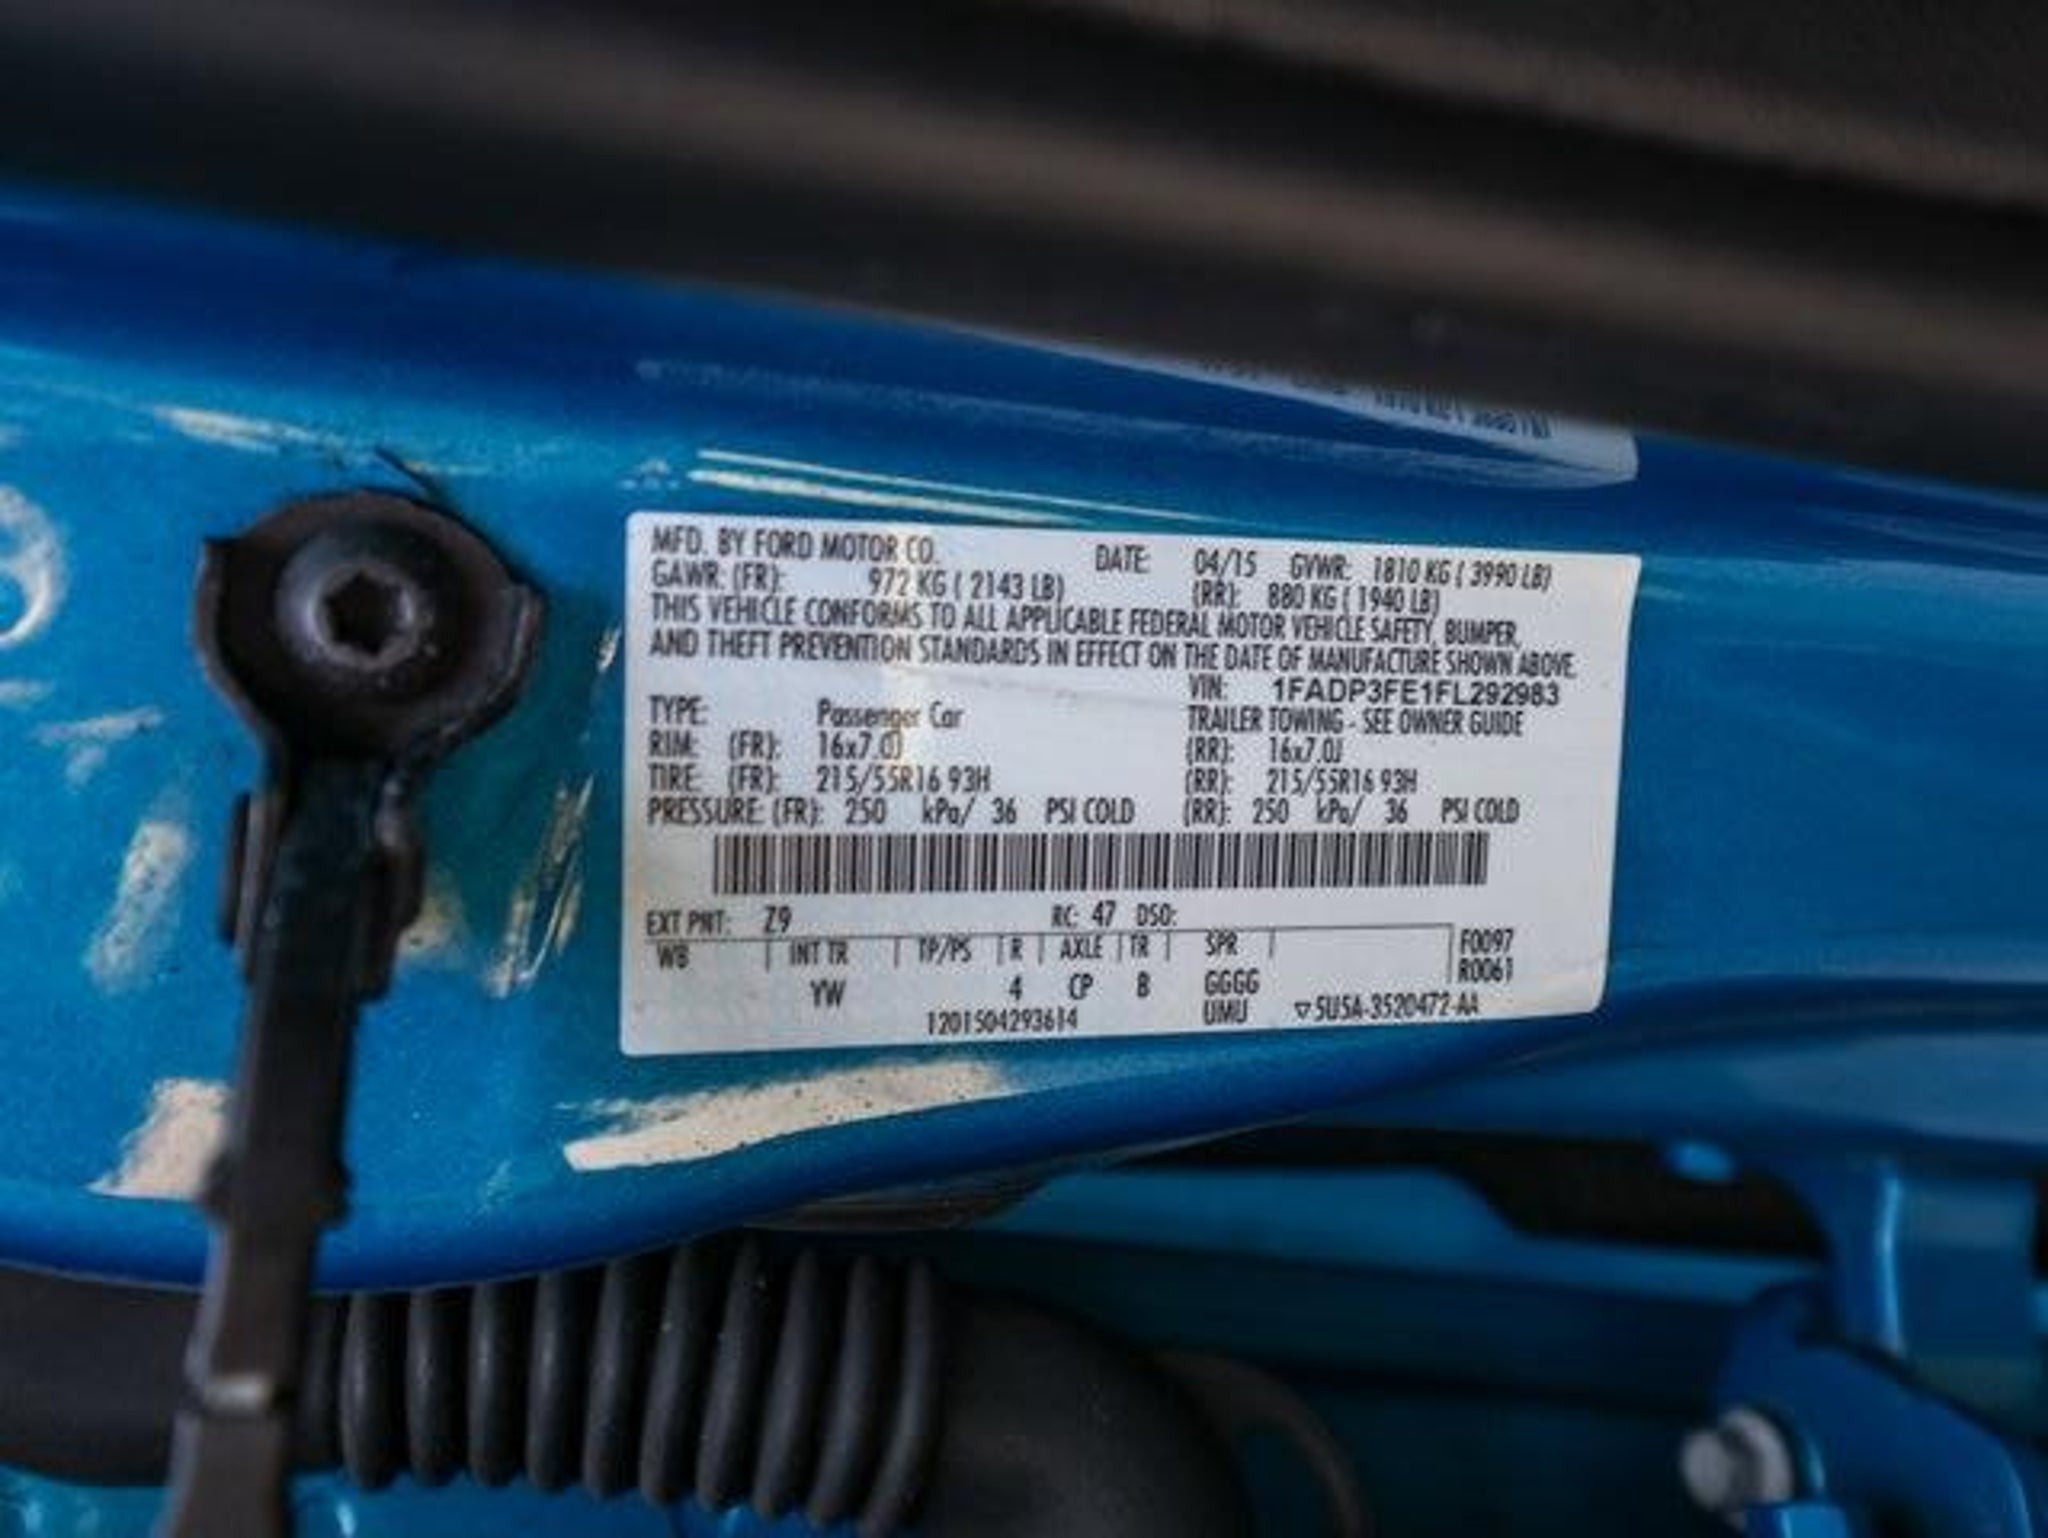 MFD. BY FORD MOTOR CO. DATE: 04/15 GVWR: 1810 KG ( 3990 LB)
GAWR: (FR): 972 KG ( 2143 LB) (RR): 880 KG ( 1940 LB)
THIS VEHICLE CONFORMS TO ALL APPLICABLE FEDERAL MOTOR VEHICLE SAFETY, BUMPER,
AND THEFT PREVENTION STANDARDS IN EFFECT ON THE DATE OF MANUFACTURE SHOWN ABOVE.
VIN: 1FADP3FE1FL292983
TYPE: Passenger Car TRAILER TOWING - SEE OWNER GUIDE
RIM: (FR): 16x7.0J (RR): 16x7.0J
TIRE: (FR): 215/55R16 93H (RR): 215/55R16 93H
PRESSURE: (FR): 250 kPa/ 36 PSI COLD (RR): 250 kPa/ 36 PSI COLD
EXT PNT: Z9 RC: 47 DSO:
WB | INT TR | TP/PS | R | AXLE | TR | SPR | F0097
YW 4 CP B GGGG R0061
1201504293614 UMU ▽5U5A-3520472-AA